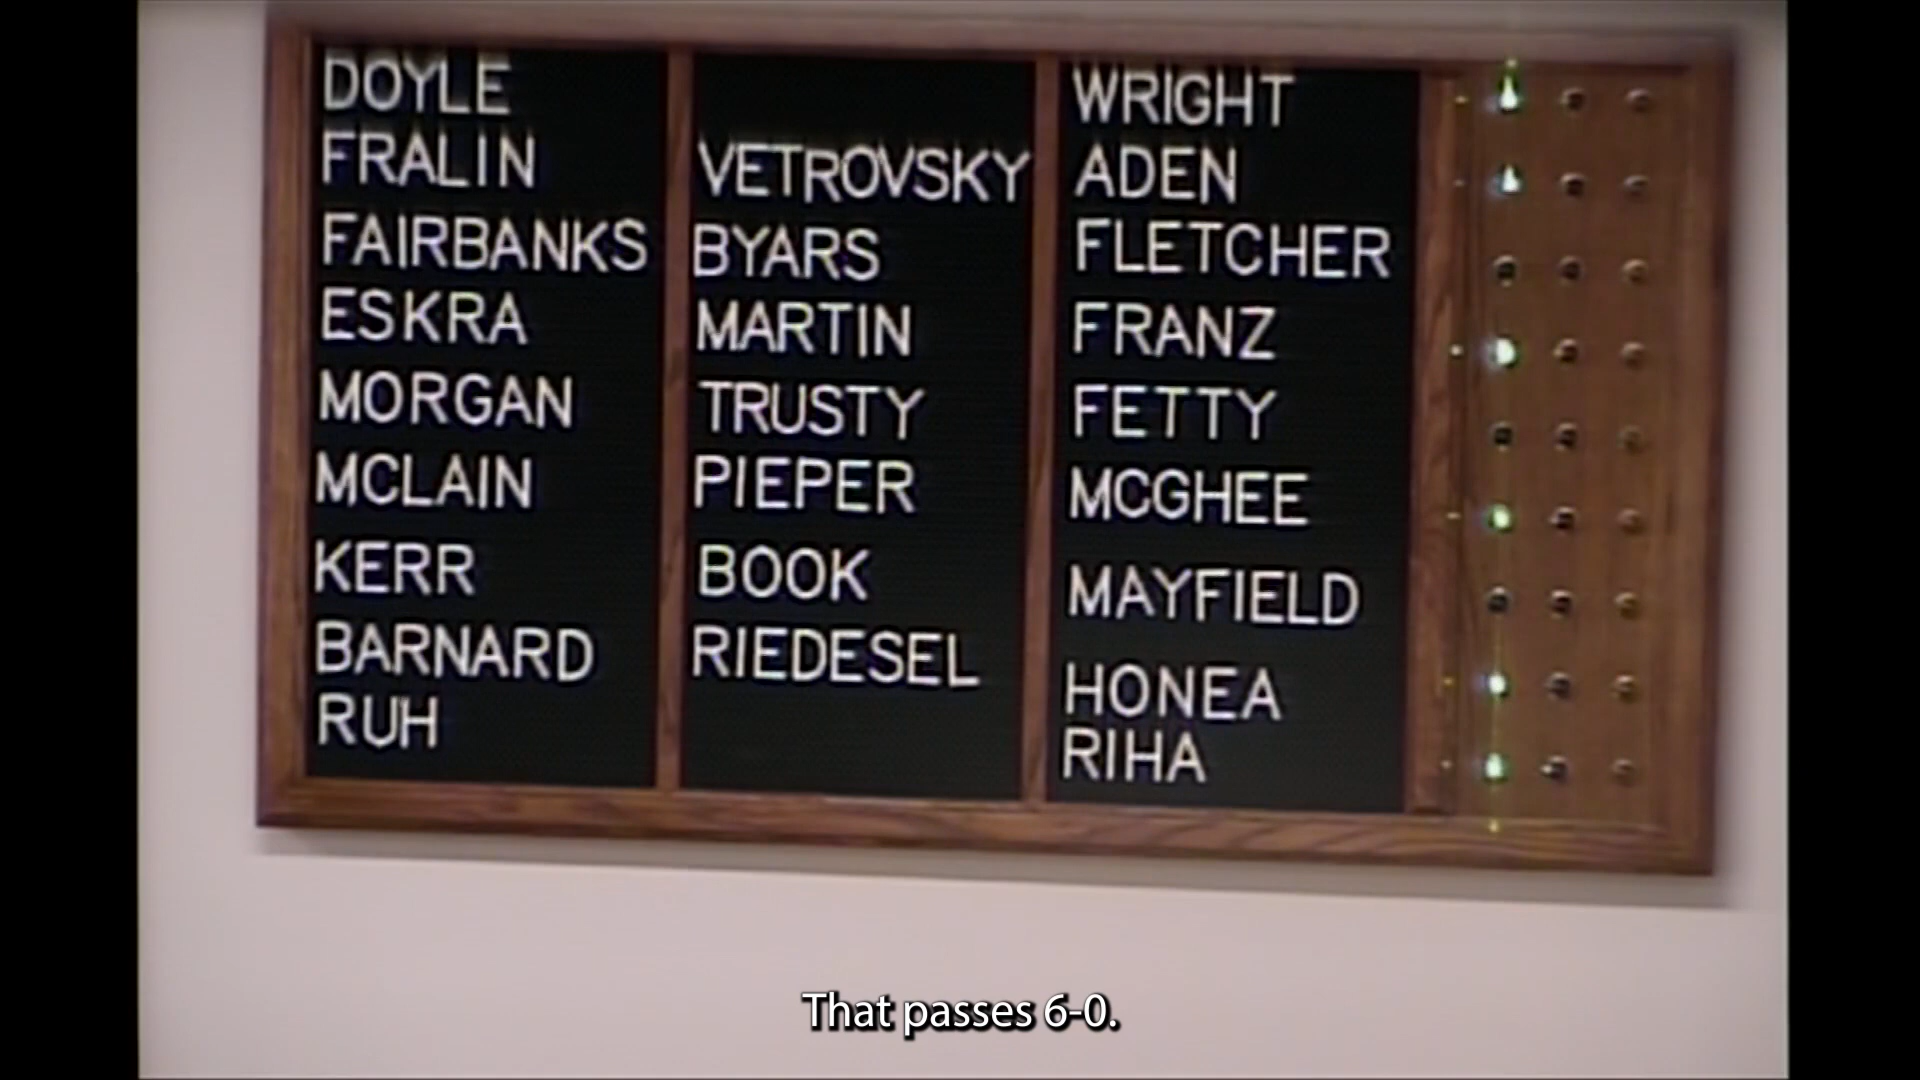 DOYLE
FRALIN
FAIRBANKS
ESKRA
MORGAN
MCLAIN
KERR
BARNARD
RUH
VETROVSKY
BYARS
MARTIN
TRUSTY
PIEPER
BOOK
RIEDESEL
WRIGHT
ADEN
FLETCHER
FRANZ
FETTY
MCGHEE
MAYFIELD
HONEA
RIHA
That passes 6-0.